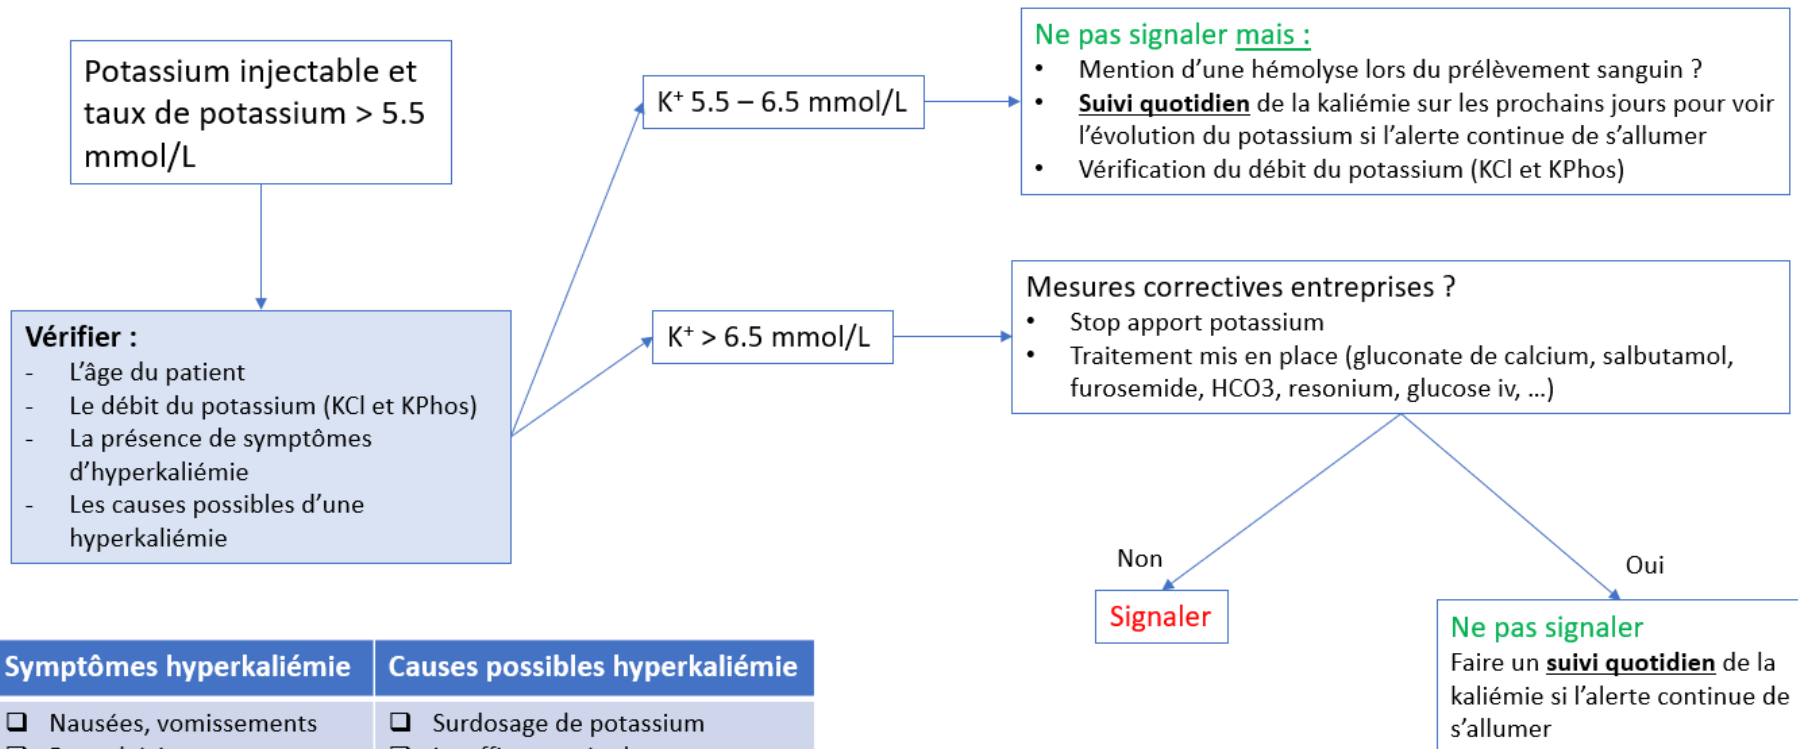 Potassium injectable et
taux de potassium > 5.5
mmol/L
Vérifier :
- L'âge du patient
- Le débit du potassium (KCl et KPhos)
- La présence de symptômes
d'hyperkaliémie
- Les causes possibles d'une
hyperkaliémie
K⁺ 5.5 – 6.5 mmol/L
Ne pas signaler mais :
• Mention d'une hémolyse lors du prélèvement sanguin ?
• Suivi quotidien de la kaliémie sur les prochains jours pour voir
l'évolution du potassium si l'alerte continue de s'allumer
• Vérification du débit du potassium (KCl et KPhos)
K⁺ > 6.5 mmol/L
Mesures correctives entreprises ?
• Stop apport potassium
• Traitement mis en place (gluconate de calcium, salbutamol,
furosemide, HCO3, resonium, glucose iv, …)
Non
Signaler
Oui
Ne pas signaler
Faire un suivi quotidien de la
kaliémie si l'alerte continue de
s'allumer
Symptômes hyperkaliémie
Causes possibles hyperkaliémie
❑ Nausées, vomissements
❑ Surdosage de potassium